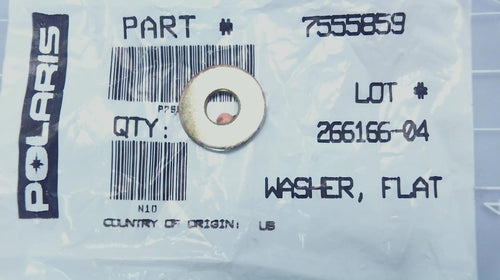 POLARIS
PART # 7555859
LOT #
QTY: 266166-04
WASHER, FLAT
N10
COUNTRY OF ORIGIN: US